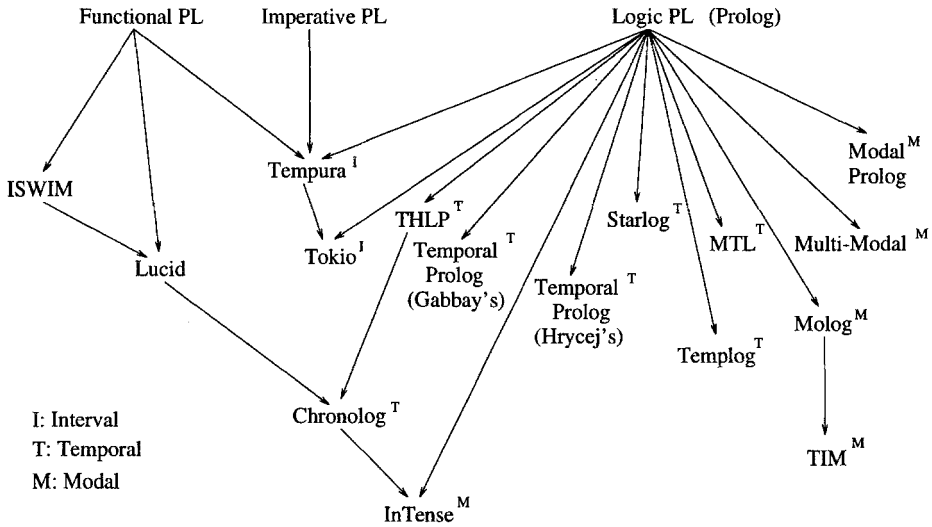 Functional PL
Imperative PL
Logic PL (Prolog)
Tempura I
Modal M
Prolog
ISWIM
THLP T
Starlog T
MTL T
Multi-Modal M
Tokio I
Temporal T
Prolog
(Gabbay's)
Lucid
Temporal T
Prolog
(Hrycej's)
Molog M
Templog T
Chronolog T
I: Interval
T: Temporal
M: Modal
TIM M
InTense M